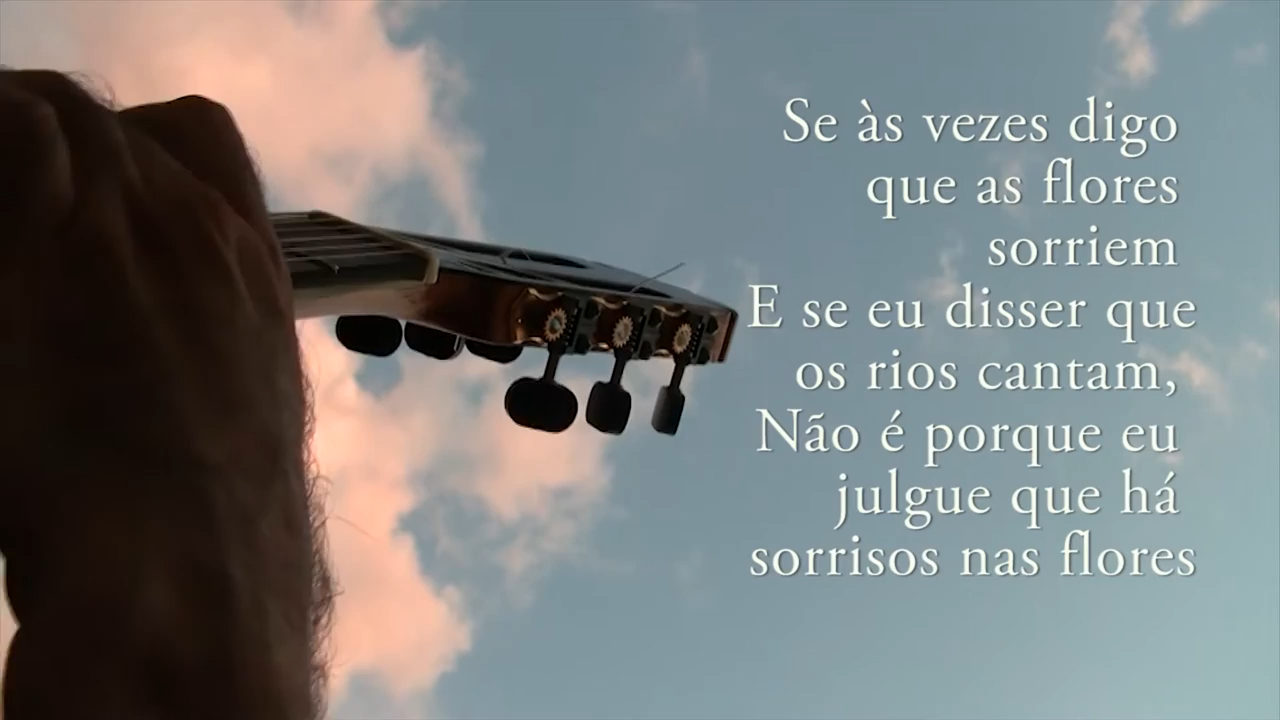 Se às vezes digo
que as flores
sorriem
E se eu disser que
os rios cantam,
Não é porque eu
julgue que há
sorrisos nas flores